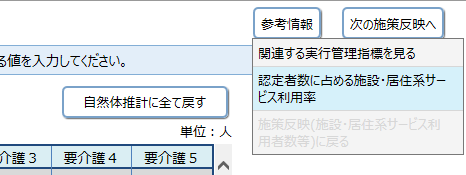 参考情報
次の施策反映へ
る値を入力してください。
関連する実行管理指標を見る
認定者数に占める施設・居住系サー
ビス利用率
施策反映(施設・居住系サービス利
用者数等)に戻る
自然体推計に全て戻す
単位：人
介護３ 要介護４ 要介護５